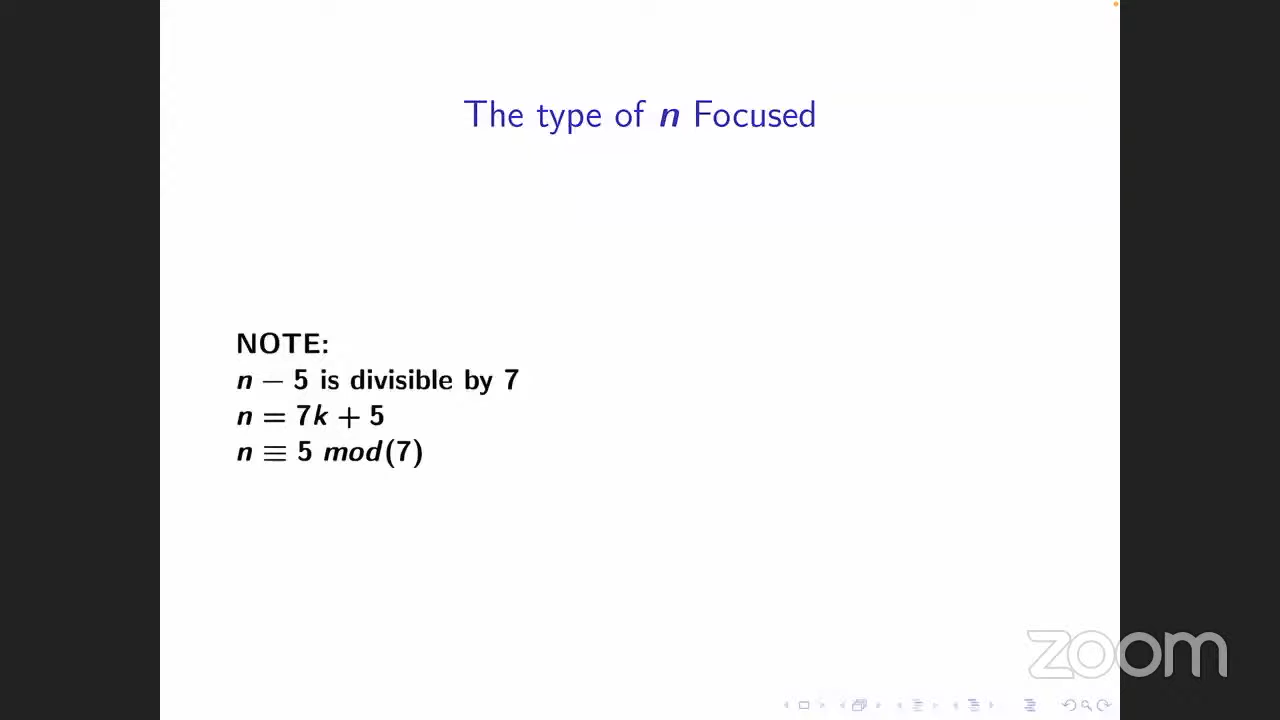 The type of n Focused
NOTE:
n − 5 is divisible by 7
n = 7k + 5
n ≡ 5 mod(7)
zoom